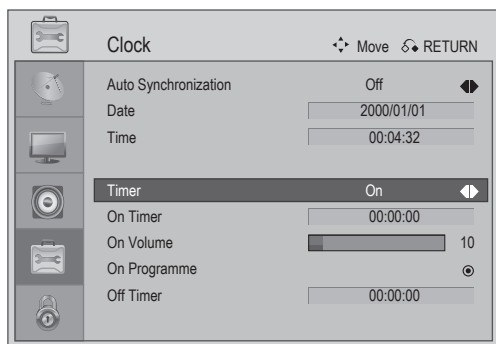 Clock Move RETURN
Auto Synchronization Off
Date 2000/01/01
Time 00:04:32
Timer On
On Timer 00:00:00
On Volume 10
On Programme
Off Timer 00:00:00